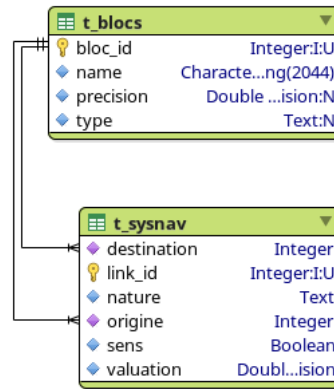 t_blocs
bloc_id Integer:I:U
name Characte...ng(2044)
precision Double ...ision:N
type Text:N
t_sysnav
destination Integer
link_id Integer:I:U
nature Text
origine Integer
sens Boolean
valuation Doubl...ision